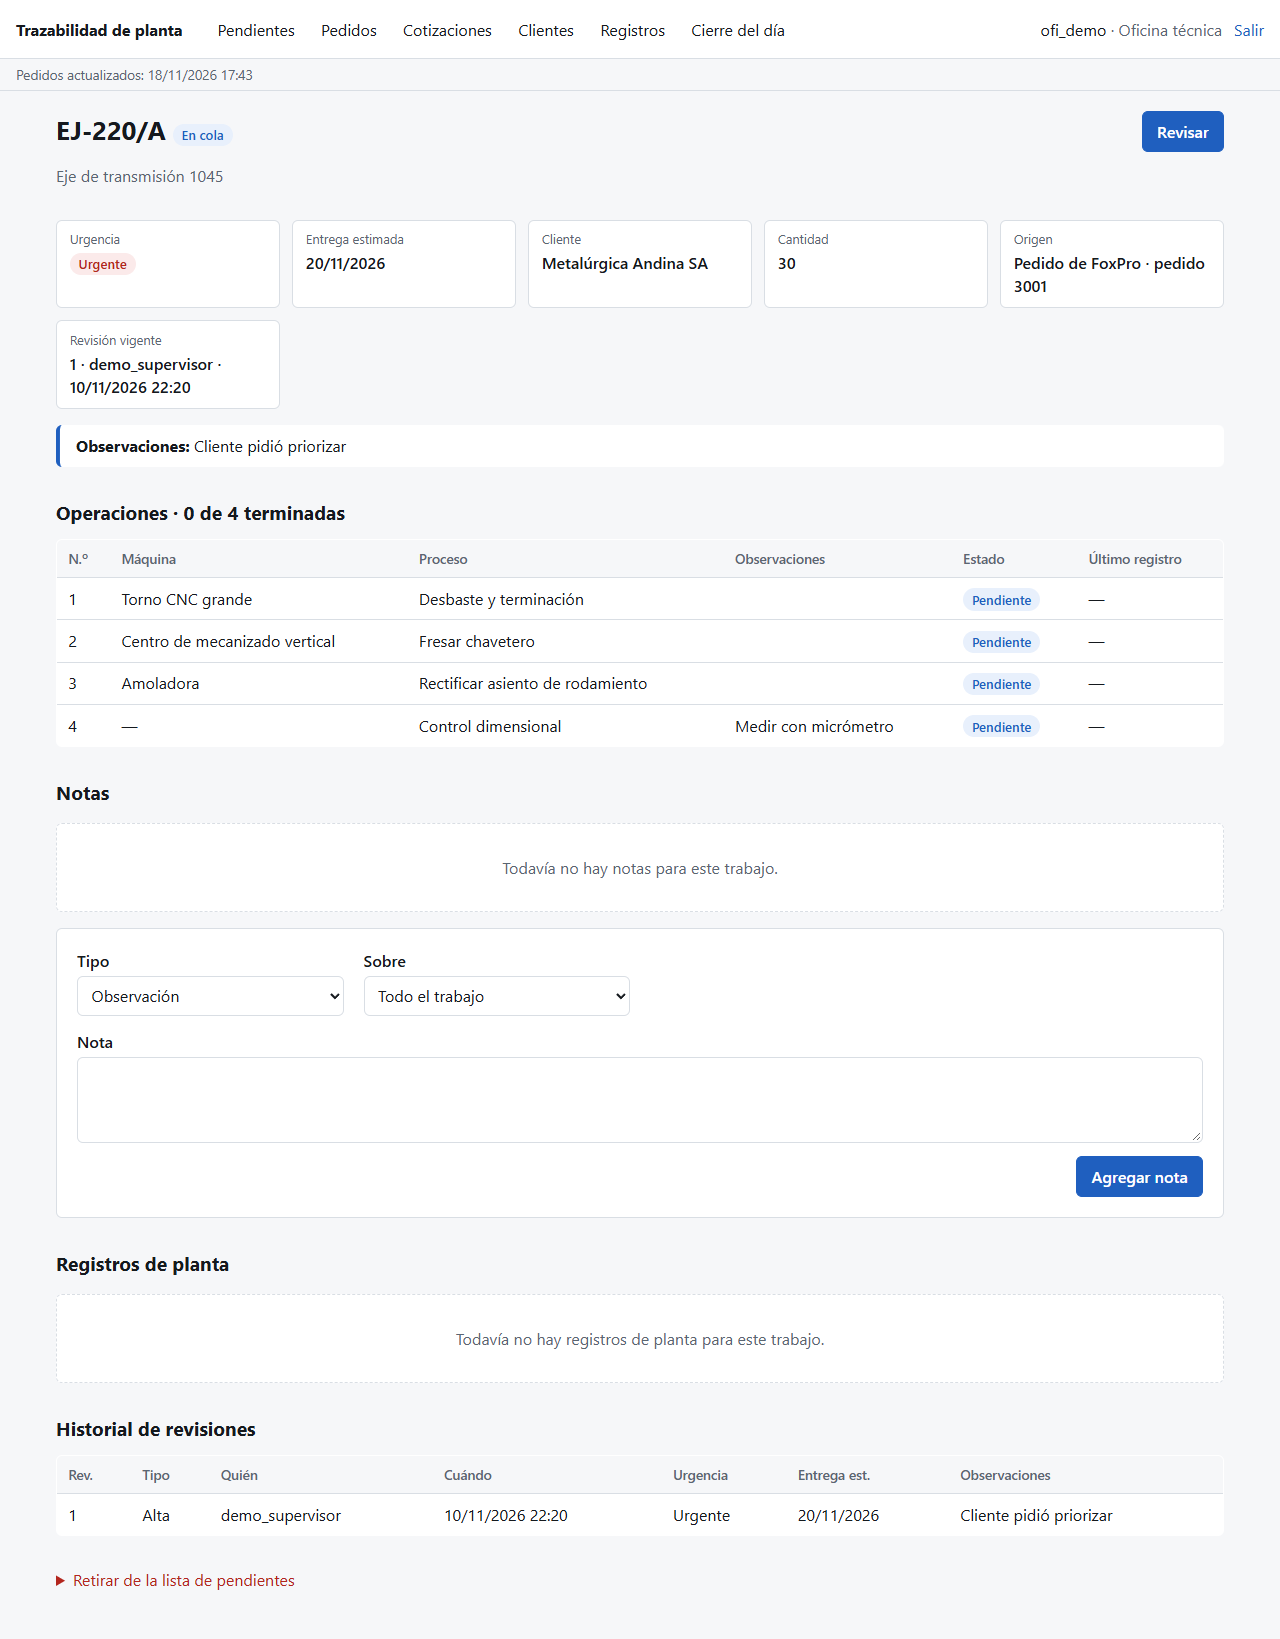 Trazabilidad de planta Pendientes Pedidos Cotizaciones Clientes Registros Cierre del día ofi_demo · Oficina técnica Salir
Pedidos actualizados: 18/11/2026 17:43
EJ-220/A En cola Revisar
Eje de transmisión 1045
Urgencia
Urgente
Entrega estimada
20/11/2026
Cliente
Metalúrgica Andina SA
Cantidad
30
Origen
Pedido de FoxPro · pedido
3001
Revisión vigente
1 · demo_supervisor ·
10/11/2026 22:20
Observaciones: Cliente pidió priorizar
Operaciones · 0 de 4 terminadas
N.º Máquina Proceso Observaciones Estado Último registro
1 Torno CNC grande Desbaste y terminación Pendiente —
2 Centro de mecanizado vertical Fresar chavetero Pendiente —
3 Amoladora Rectificar asiento de rodamiento Pendiente —
4 — Control dimensional Medir con micrómetro Pendiente —
Notas
Todavía no hay notas para este trabajo.
Tipo Sobre
Observación Todo el trabajo
Nota
Agregar nota
Registros de planta
Todavía no hay registros de planta para este trabajo.
Historial de revisiones
Rev. Tipo Quién Cuándo Urgencia Entrega est. Observaciones
1 Alta demo_supervisor 10/11/2026 22:20 Urgente 20/11/2026 Cliente pidió priorizar
Retirar de la lista de pendientes